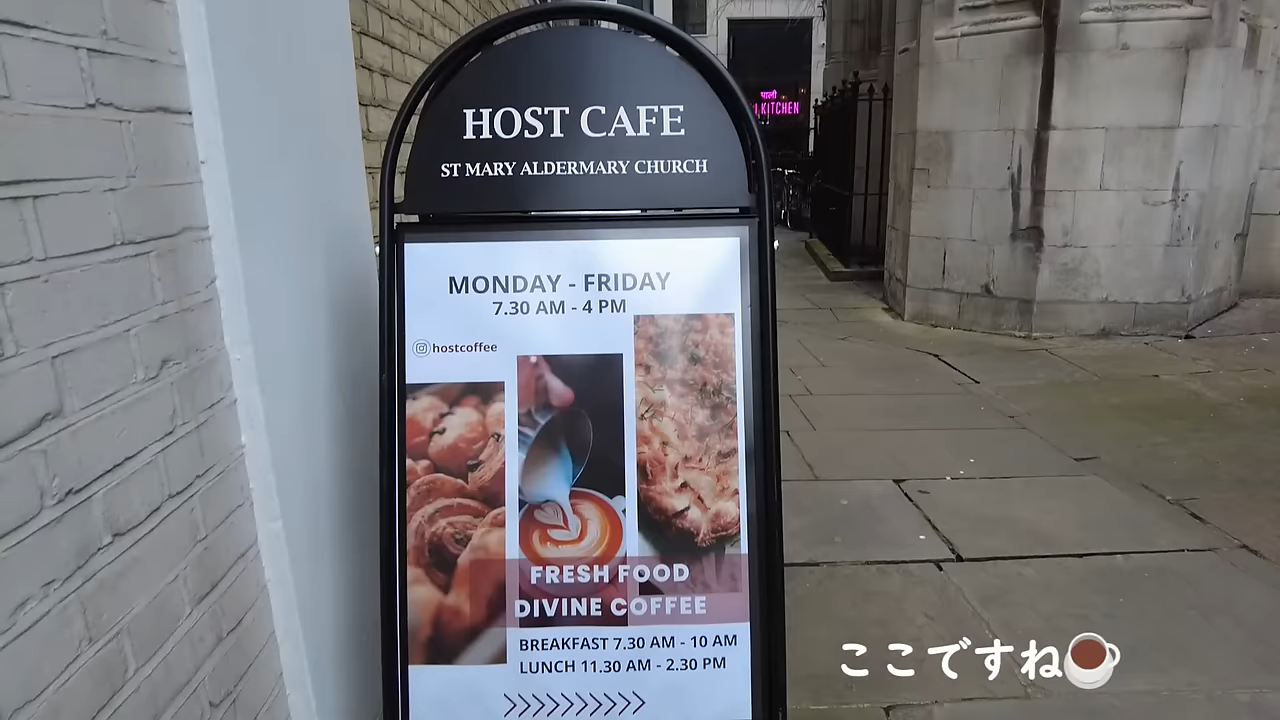 HOST CAFE
ST MARY ALDERMARY CHURCH
KITCHEN
MONDAY - FRIDAY
7.30 AM - 4 PM
hostcoffee
FRESH FOOD
DIVINE COFFEE
BREAKFAST 7.30 AM - 10 AM
LUNCH 11.30 AM - 2.30 PM
ここですね